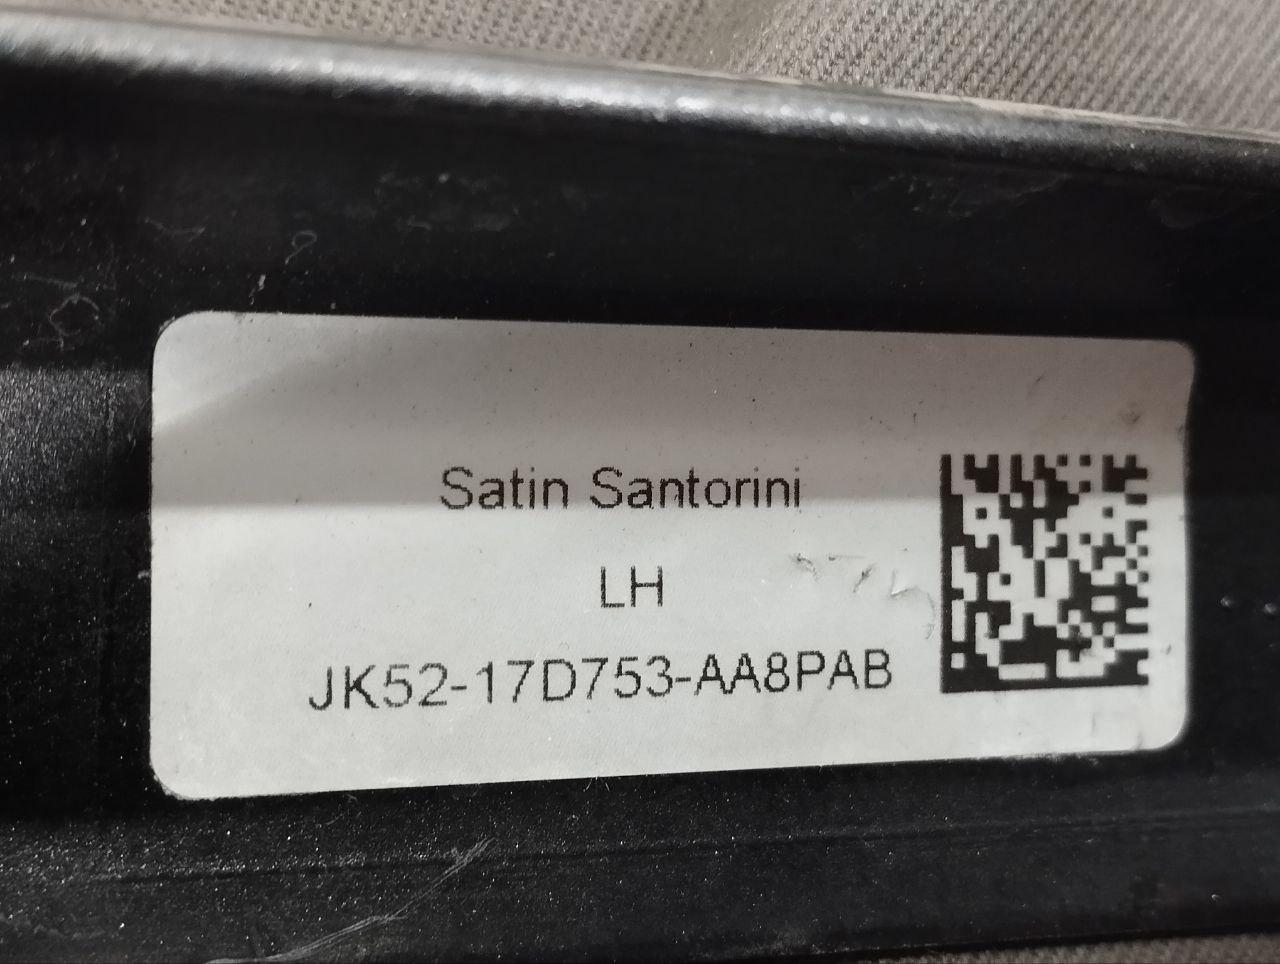 Satin Santorini
LH
JK52-17D753-AA8PAB